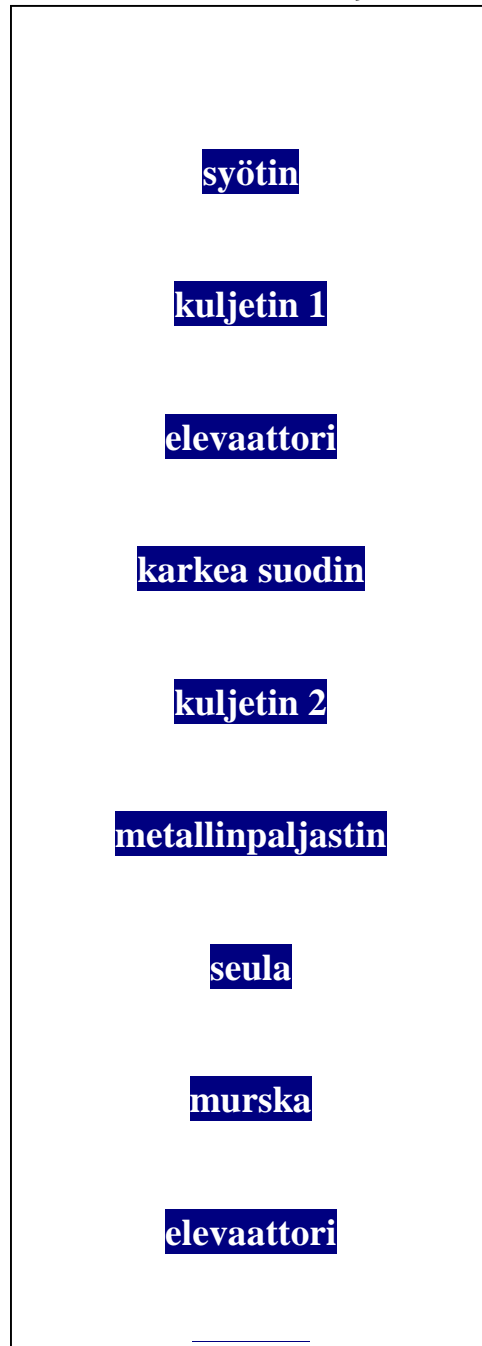 syötin
kuljetin 1
elevaattori
karkea suodin
kuljetin 2
metallinpaljastin
seula
murska
elevaattori